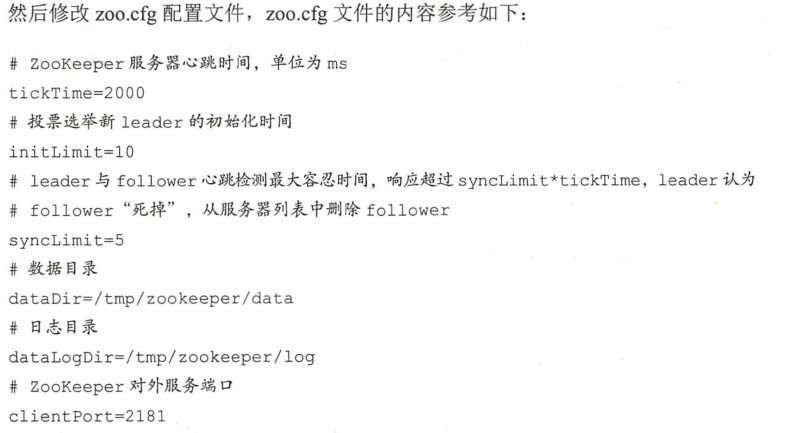 然后修改 zoo.cfg 配置文件，zoo.cfg 文件的内容参考如下：
# ZooKeeper 服务器心跳时间，单位为 ms
tickTime=2000
# 投票选举新 leader 的初始化时间
initLimit=10
# leader 与 follower 心跳检测最大容忍时间，响应超过 syncLimit*tickTime，leader 认为
# follower“死掉”，从服务器列表中删除 follower
syncLimit=5
# 数据目录
dataDir=/tmp/zookeeper/data
# 日志目录
dataLogDir=/tmp/zookeeper/log
# ZooKeeper 对外服务端口
clientPort=2181